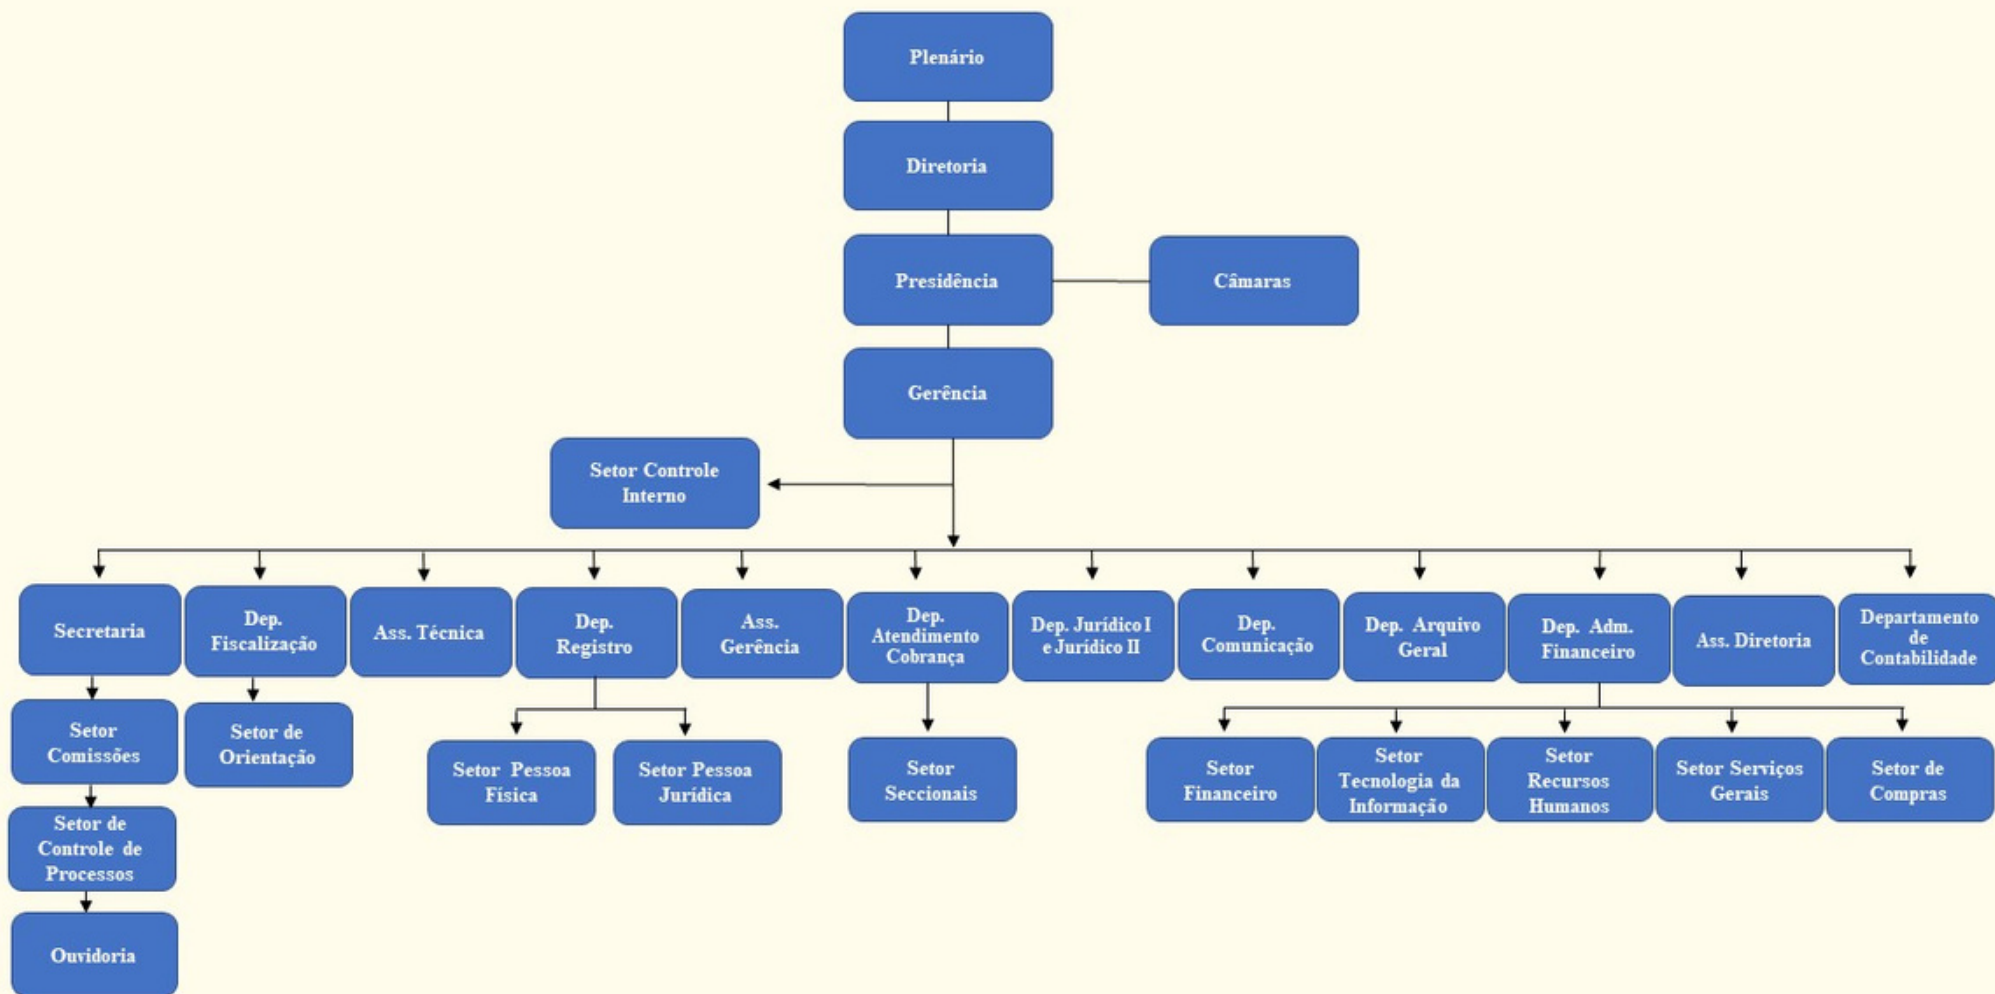 Plenário
Diretoria
Presidência
Câmaras
Gerência
Setor Controle
Interno
Secretaria
Dep.
Fiscalização
Ass. Técnica
Dep.
Registro
Ass.
Gerência
Dep.
Atendimento
Cobrança
Dep. Jurídico I
e Jurídico II
Dep.
Comunicação
Dep. Arquivo
Geral
Dep. Adm.
Financeiro
Ass. Diretoria
Departamento
de
Contabilidade
Setor
Comissões
Setor de
Orientação
Setor Pessoa
Física
Setor Pessoa
Jurídica
Setor
Seccionais
Setor
Financeiro
Setor
Tecnologia da
Informação
Setor
Recursos
Humanos
Setor Serviços
Gerais
Setor de
Compras
Setor de
Controle de
Processos
Ouvidoria